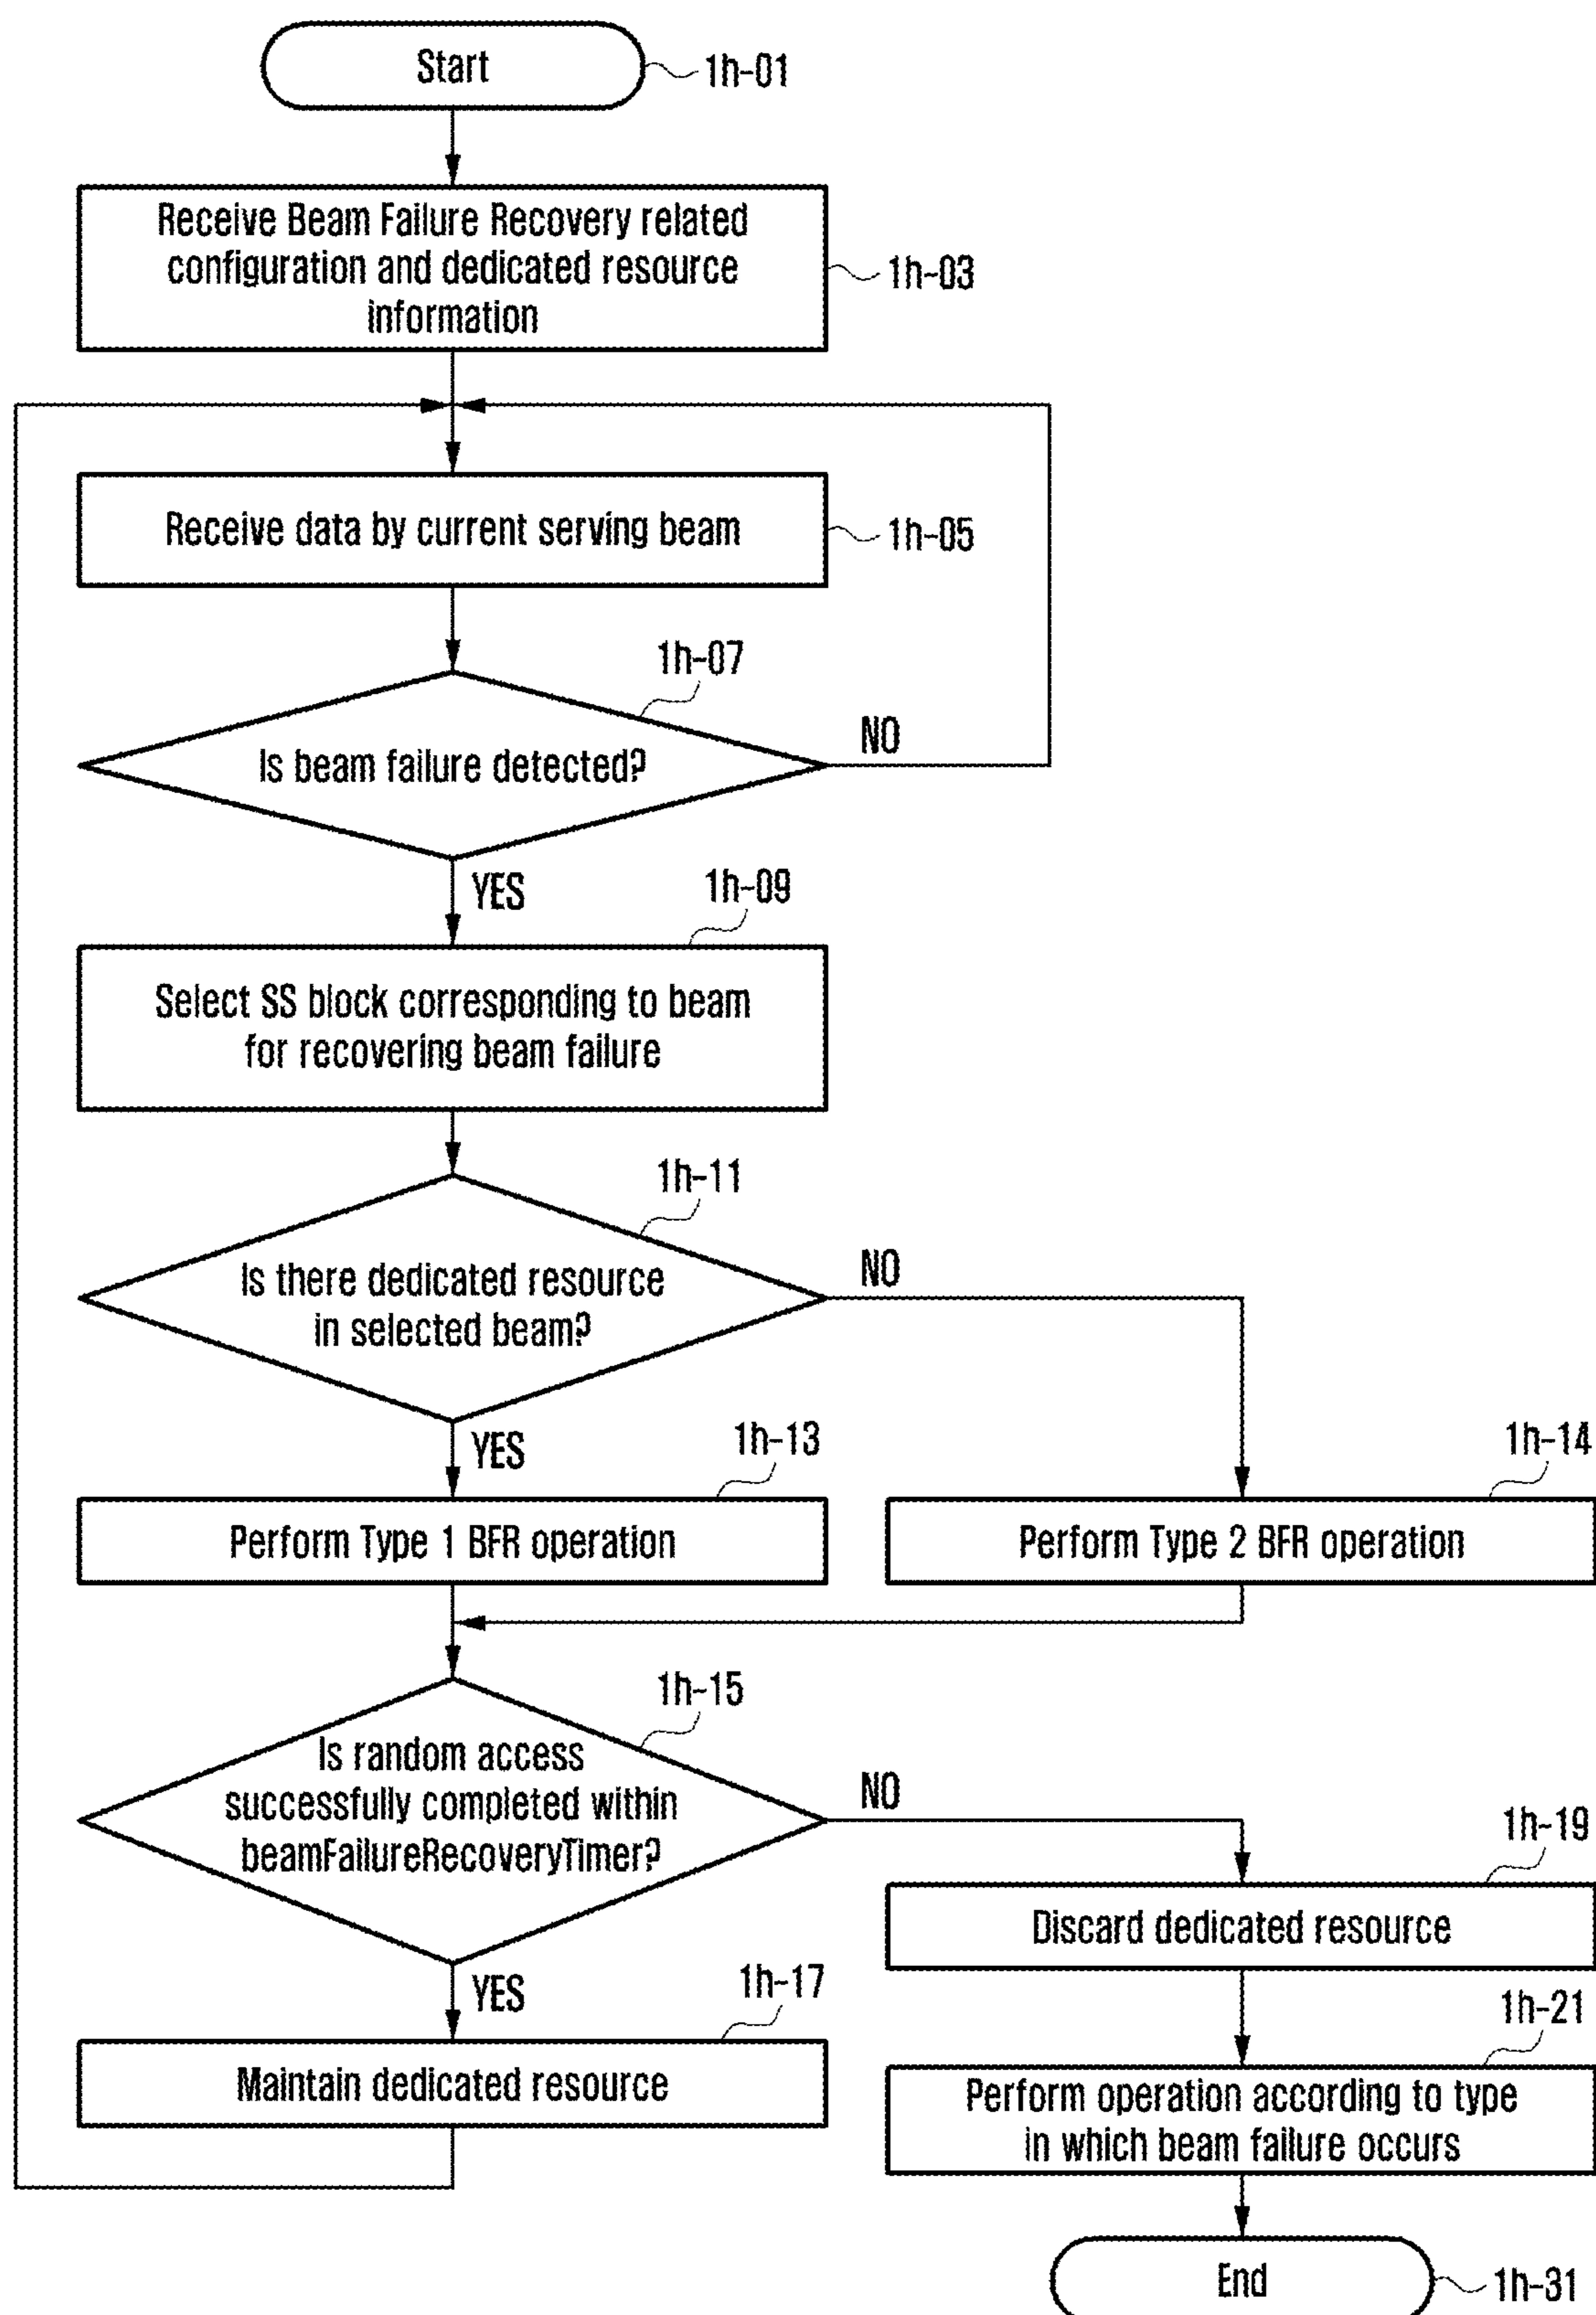 Start
1h-01
Receive Beam Failure Recovery related
configuration and dedicated resource
information
1h-03
Receive data by current serving beam
1h-05
1h-07
Is beam failure detected?
NO
YES
1h-09
Select SS block corresponding to beam
for recovering beam failure
1h-11
Is there dedicated resource
in selected beam?
NO
YES
1h-13
Perform Type 1 BFR operation
1h-14
Perform Type 2 BFR operation
1h-15
Is random access
successfully completed within
beamFailureRecoveryTimer?
NO
YES
1h-17
Maintain dedicated resource
1h-19
Discard dedicated resource
1h-21
Perform operation according to type
in which beam failure occurs
End
1h-31